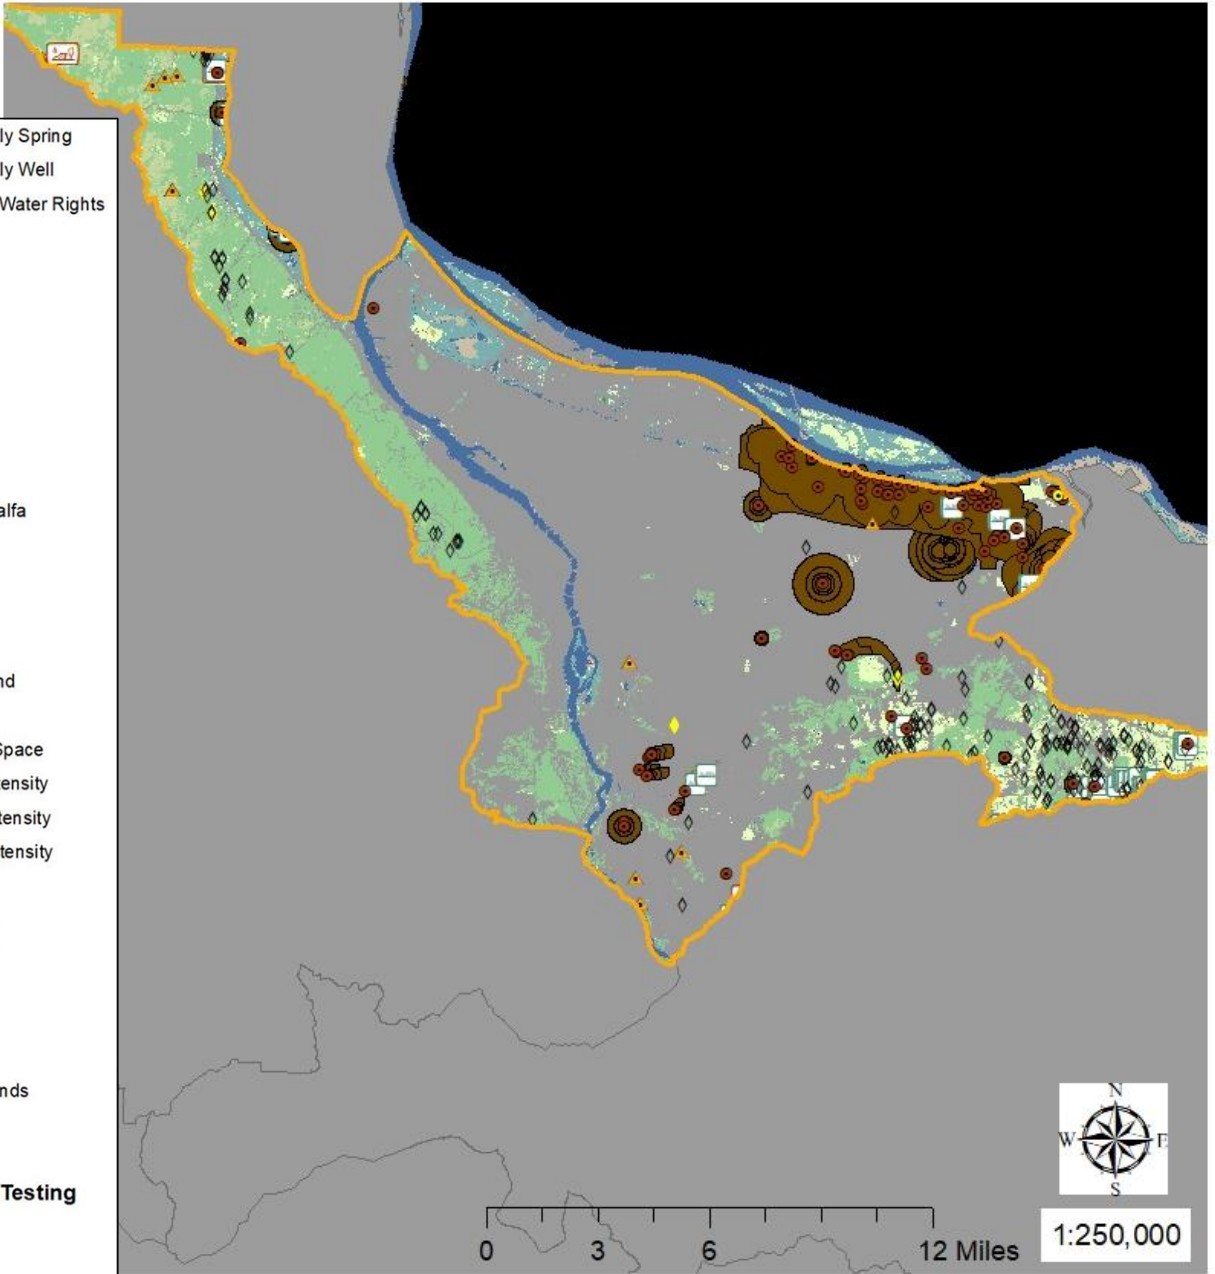 ly Spring
ly Well
Water Rights
alfa
nd
Space
ensity
tensity
tensity
nds
Testing
N
W E
S
0 3 6 12 Miles
1:250,000